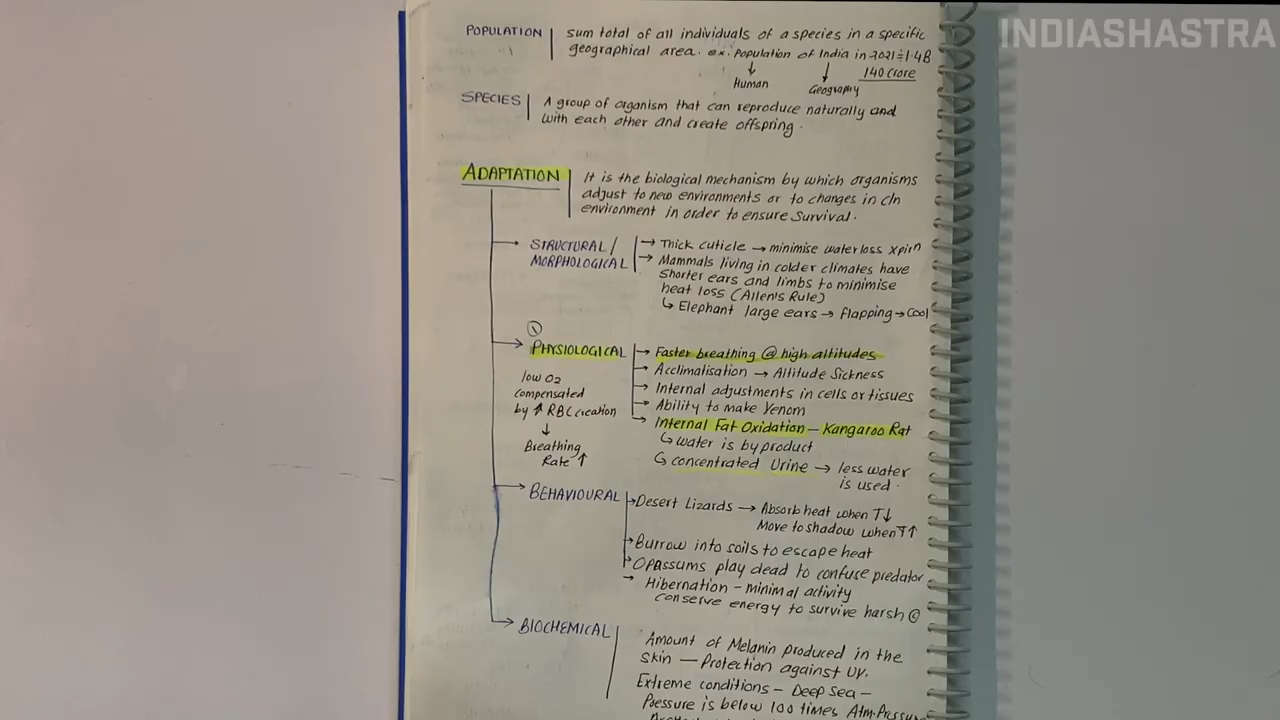 INDIASHASTRA
POPULATION
sum total of all individuals of a species in a specific
geographical area. ex. Population of India in 2021 ÷ 1.4B
↓ Human ↓ Geography 140 Crore
SPECIES
A group of organism that can reproduce naturally and
with each other and create offspring.
ADAPTATION
It is the biological mechanism by which organisms
adjust to new environments or to changes in c/n
environment in order to ensure survival.
STRUCTURAL /
MORPHOLOGICAL
→ Thick cuticle → minimise water loss xpirn
→ Mammals living in colder climates have
shorter ears and limbs to minimise
heat loss (Allen's Rule)
↳ Elephant large ears → flapping → Cool
①
PHYSIOLOGICAL
low O2
compensated
by ↑ RBC creation
↓
Breathing
Rate ↑
→ Faster breathing @ high altitudes
→ Acclimatisation → Altitude Sickness
→ Internal adjustments in cells or tissues
→ Ability to make Venom
→ Internal Fat Oxidation – Kangaroo Rat
↳ water is by product
↳ concentrated Urine → less water
is used.
BEHAVIOURAL
→ Desert Lizards → Absorb heat when T↓
Move to shadow when T↑
→ Burrow into soils to escape heat
→ Opassums play dead to confuse predator
→ Hibernation – minimal activity
conserve energy to survive harsh ©
BIOCHEMICAL
Amount of Melanin produced in the
skin — Protection against UV.
Extreme conditions – Deep Sea –
Pressure is below 100 times Atm. Pressure